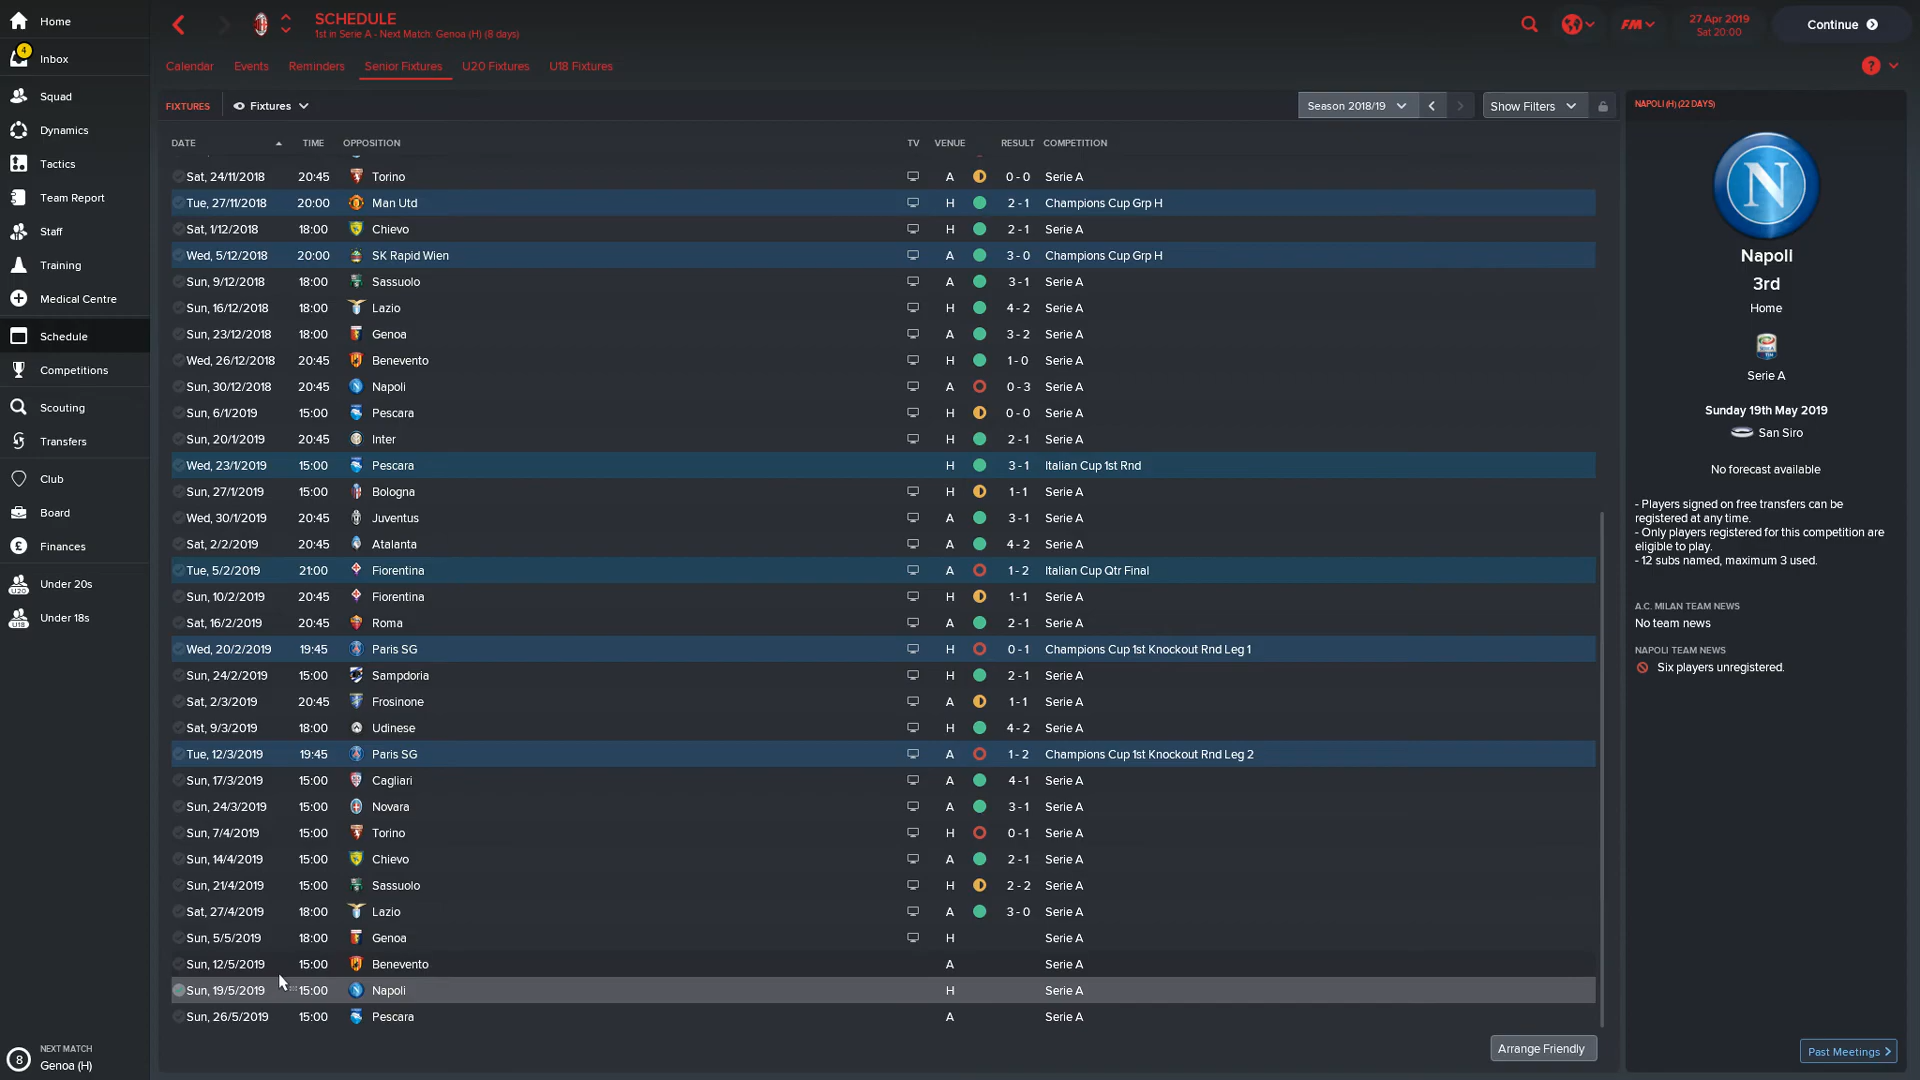 Home
4
Inbox
Squad
Dynamics
Tactics
Team Report
Staff
Training
Medical Centre
Schedule
Competitions
Scouting
Transfers
Club
Board
Finances
U20
Under 20s
U18
Under 18s
8
NEXT MATCH
Genoa (H)
SCHEDULE
1st in Serie A - Next Match: Genoa (H) (8 days)
FM
27 Apr 2019
Sat 20:00
Continue
Calendar
Events
Reminders
Senior Fixtures
U20 Fixtures
U18 Fixtures
?
FIXTURES
Fixtures
Season 2018/19
Show Filters
DATE TIME OPPOSITION TV VENUE RESULT COMPETITION
Sat, 24/11/2018 20:45 Torino A 0 - 0 Serie A
Tue, 27/11/2018 20:00 Man Utd H 2 - 1 Champions Cup Grp H
Sat, 1/12/2018 18:00 Chievo H 2 - 1 Serie A
Wed, 5/12/2018 20:00 SK Rapid Wien A 3 - 0 Champions Cup Grp H
Sun, 9/12/2018 18:00 Sassuolo A 3 - 1 Serie A
Sun, 16/12/2018 18:00 Lazio H 4 - 2 Serie A
Sun, 23/12/2018 18:00 Genoa A 3 - 2 Serie A
Wed, 26/12/2018 20:45 Benevento H 1 - 0 Serie A
Sun, 30/12/2018 20:45 Napoli A 0 - 3 Serie A
Sun, 6/1/2019 15:00 Pescara H 0 - 0 Serie A
Sun, 20/1/2019 20:45 Inter H 2 - 1 Serie A
Wed, 23/1/2019 15:00 Pescara H 3 - 1 Italian Cup 1st Rnd
Sun, 27/1/2019 15:00 Bologna H 1 - 1 Serie A
Wed, 30/1/2019 20:45 Juventus A 3 - 1 Serie A
Sat, 2/2/2019 20:45 Atalanta A 4 - 2 Serie A
Tue, 5/2/2019 21:00 Fiorentina A 1 - 2 Italian Cup Qtr Final
Sun, 10/2/2019 20:45 Fiorentina H 1 - 1 Serie A
Sat, 16/2/2019 20:45 Roma A 2 - 1 Serie A
Wed, 20/2/2019 19:45 Paris SG H 0 - 1 Champions Cup 1st Knockout Rnd Leg 1
Sun, 24/2/2019 15:00 Sampdoria H 2 - 1 Serie A
Sat, 2/3/2019 20:45 Frosinone A 1 - 1 Serie A
Sat, 9/3/2019 18:00 Udinese H 4 - 2 Serie A
Tue, 12/3/2019 19:45 Paris SG A 1 - 2 Champions Cup 1st Knockout Rnd Leg 2
Sun, 17/3/2019 15:00 Cagliari A 4 - 1 Serie A
Sun, 24/3/2019 15:00 Novara A 3 - 1 Serie A
Sun, 7/4/2019 15:00 Torino H 0 - 1 Serie A
Sun, 14/4/2019 15:00 Chievo A 2 - 1 Serie A
Sun, 21/4/2019 15:00 Sassuolo H 2 - 2 Serie A
Sat, 27/4/2019 18:00 Lazio A 3 - 0 Serie A
Sun, 5/5/2019 18:00 Genoa H Serie A
Sun, 12/5/2019 15:00 Benevento A Serie A
Sun, 19/5/2019 15:00 Napoli H Serie A
Sun, 26/5/2019 15:00 Pescara A Serie A
Arrange Friendly
NAPOLI (H) (22 DAYS)
N
Napoli
3rd
Home
Serie A
Sunday 19th May 2019
San Siro
No forecast available
- Players signed on free transfers can be
registered at any time.
- Only players registered for this competition are
eligible to play.
- 12 subs named, maximum 3 used.
A.C. MILAN TEAM NEWS
No team news
NAPOLI TEAM NEWS
Six players unregistered.
Past Meetings